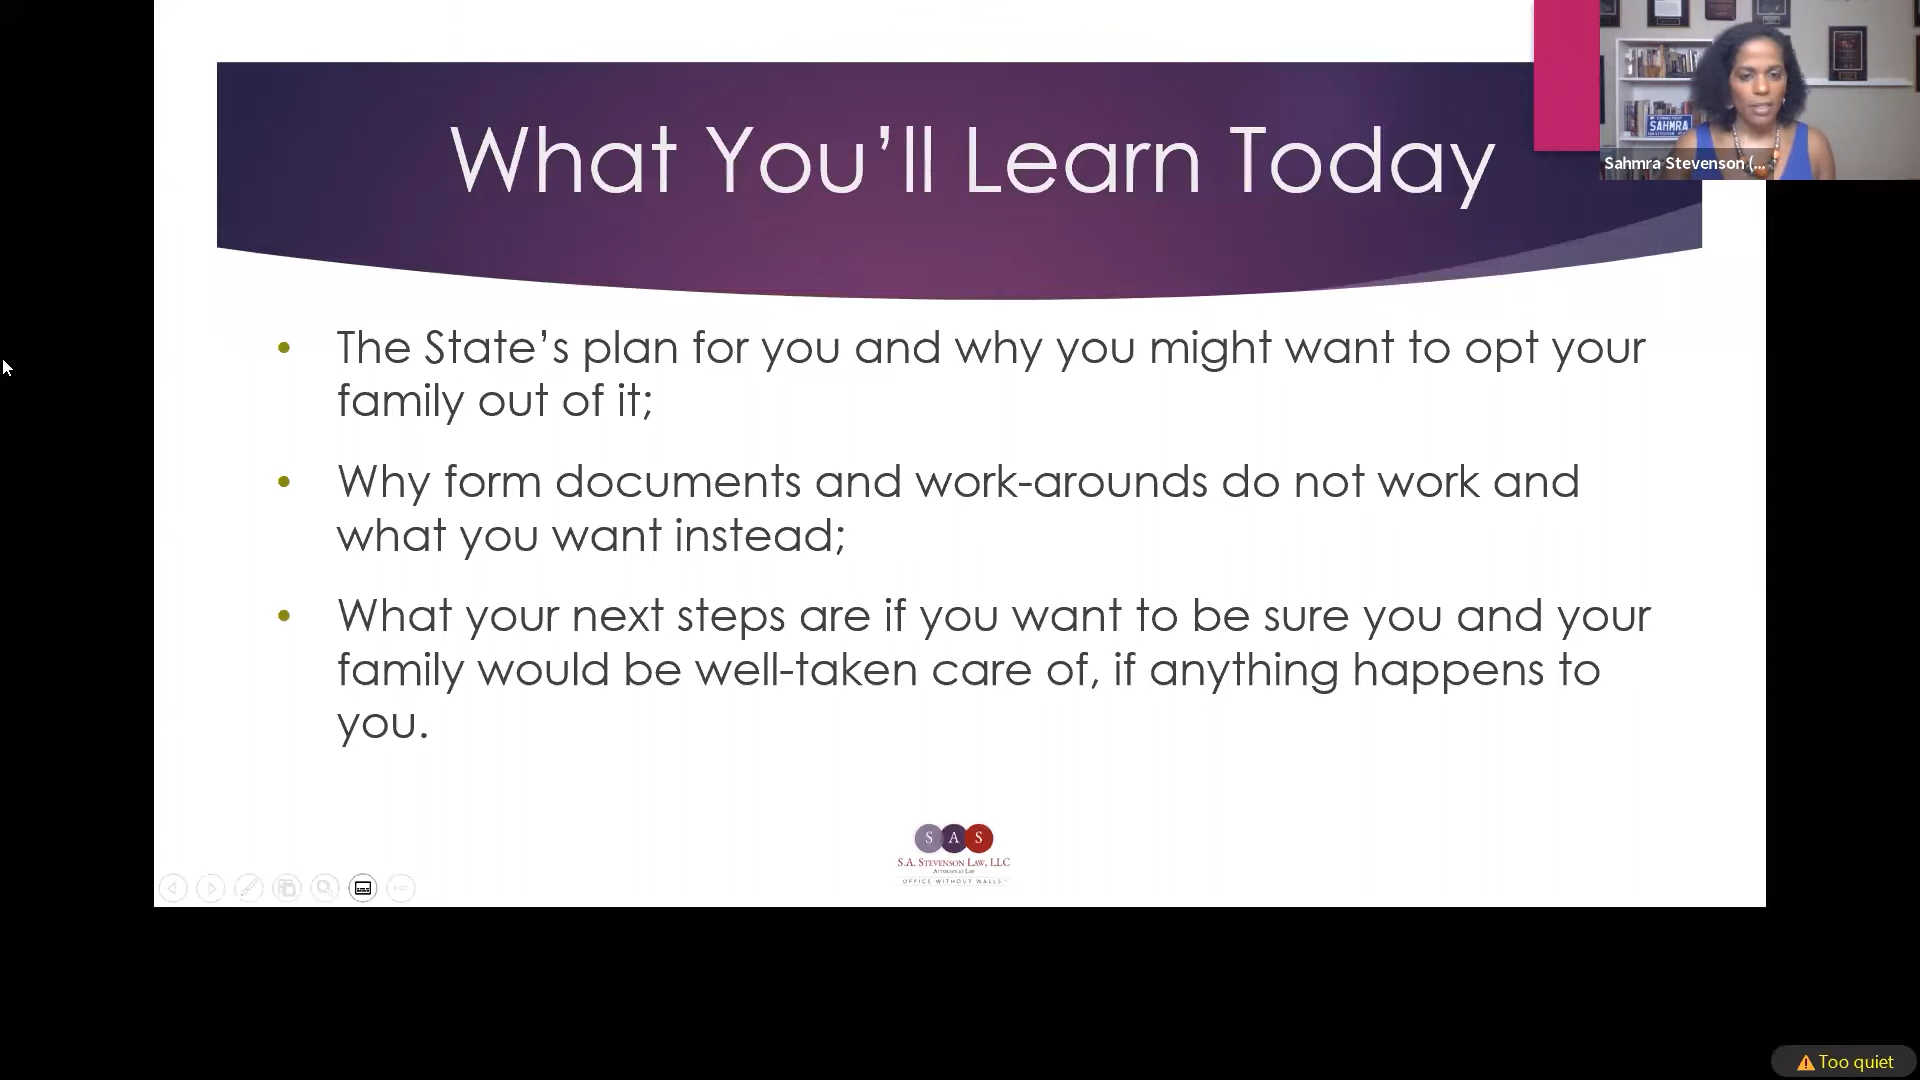 What You’ll Learn Today
SAHMRA
Sahmra Stevenson (...
• The State’s plan for you and why you might want to opt your
family out of it;
• Why form documents and work-arounds do not work and
what you want instead;
• What your next steps are if you want to be sure you and your
family would be well-taken care of, if anything happens to
you.
S A S
S.A. Stevenson Law, LLC
Attorney at Law
OFFICE WITHOUT WALLS
Too quiet